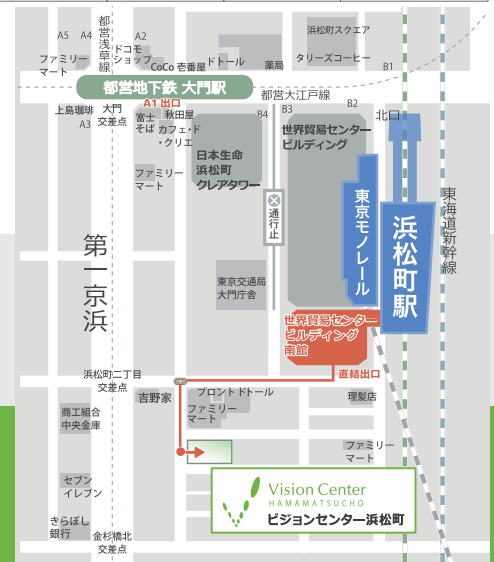 A5
A4
都営浅草線
A2
ドコモ
ショップ
ファミリー
マート
CoCo 壱番屋
ドトール
薬局
浜松町スクエア
タリーズコーヒー
B1
都営地下鉄 大門駅
都営大江戸線
上島珈琲
A3
大門
交差点
A1 出口
富士
そば
秋田屋
カフェ・ド
・クリエ
B4
B3
B2
北口
世界貿易センター
ビルディング
日本生命
浜松町
クレアタワー
ファミリー
マート
通行止
東京モノレール
浜松町駅
東海道新幹線
第一京浜
東京交通局
大門庁舎
世界貿易センター
ビルディング
南館
直結出口
浜松町二丁目
交差点
吉野家
プロント
ドトール
ファミリー
マート
理髪店
商工組合
中央金庫
ファミリー
マート
セブン
イレブン
Vision Center
HAMAMATSUCHO
ビジョンセンター浜松町
きらぼし
銀行
金杉橋北
交差点